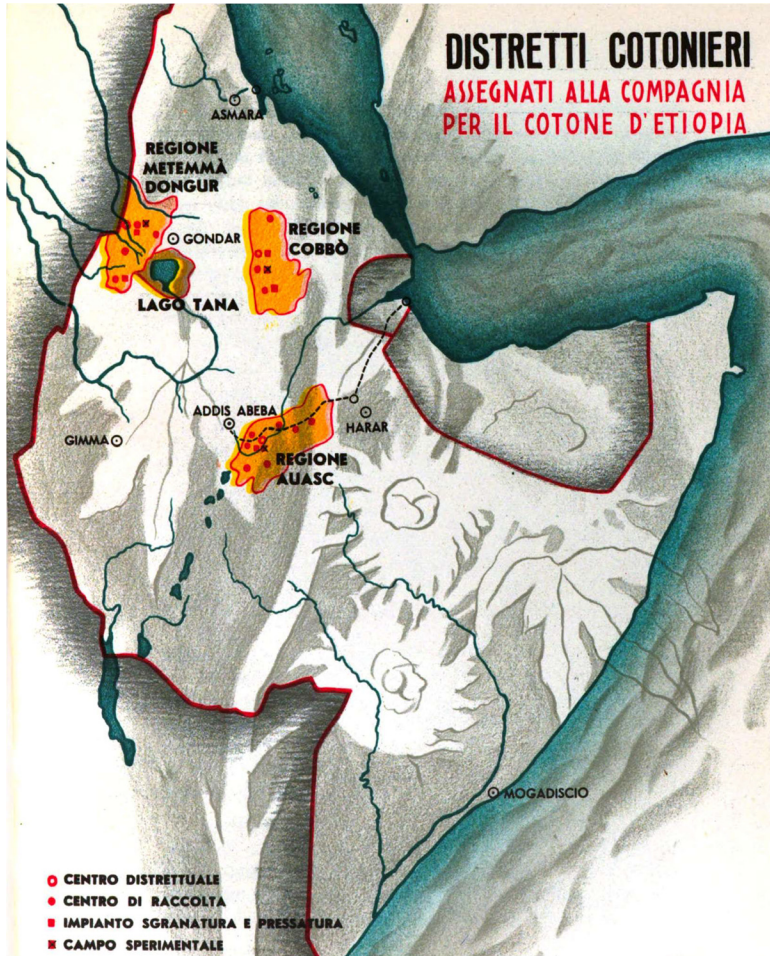 DISTRETTI COTONIERI
ASSEGNATI ALLA COMPAGNIA
PER IL COTONE D'ETIOPIA
ASMARA
REGIONE
METEMMÀ
DONGUR
GONDAR
REGIONE
COBBÒ
LAGO TANA
ADDIS ABEBA
HARAR
GIMMA
REGIONE
AUASC
MOGADISCIO
CENTRO DISTRETTUALE
CENTRO DI RACCOLTA
IMPIANTO SGRANATURA E PRESSATURA
CAMPO SPERIMENTALE